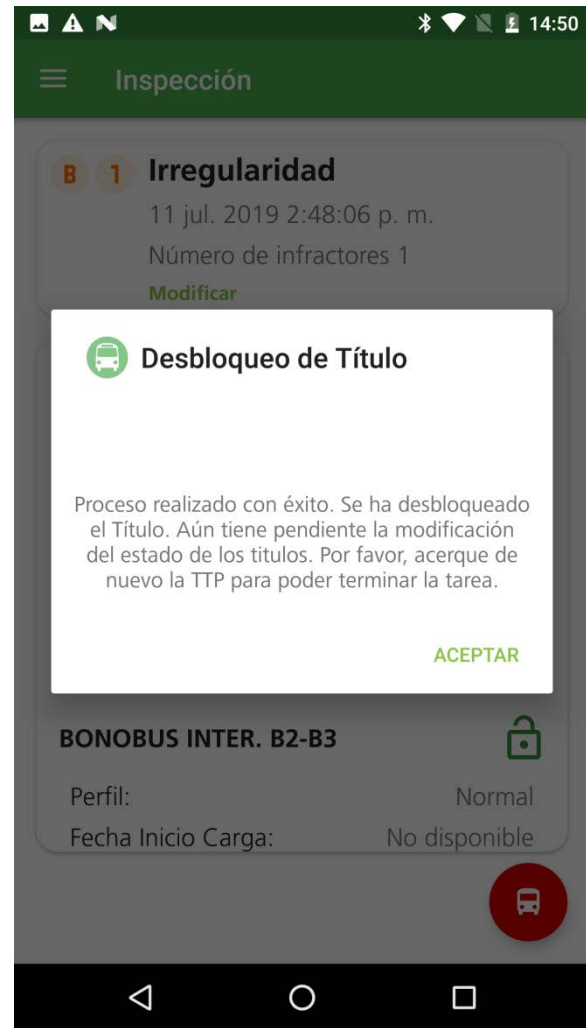 14:50
Inspección
B 1 Irregularidad
11 jul. 2019 2:48:06 p. m.
Número de infractores 1
Modificar
Desbloqueo de Título
Proceso realizado con éxito. Se ha desbloqueado
el Título. Aún tiene pendiente la modificación
del estado de los titulos. Por favor, acerque de
nuevo la TTP para poder terminar la tarea.
ACEPTAR
BONOBUS INTER. B2-B3
Perfil: Normal
Fecha Inicio Carga: No disponible